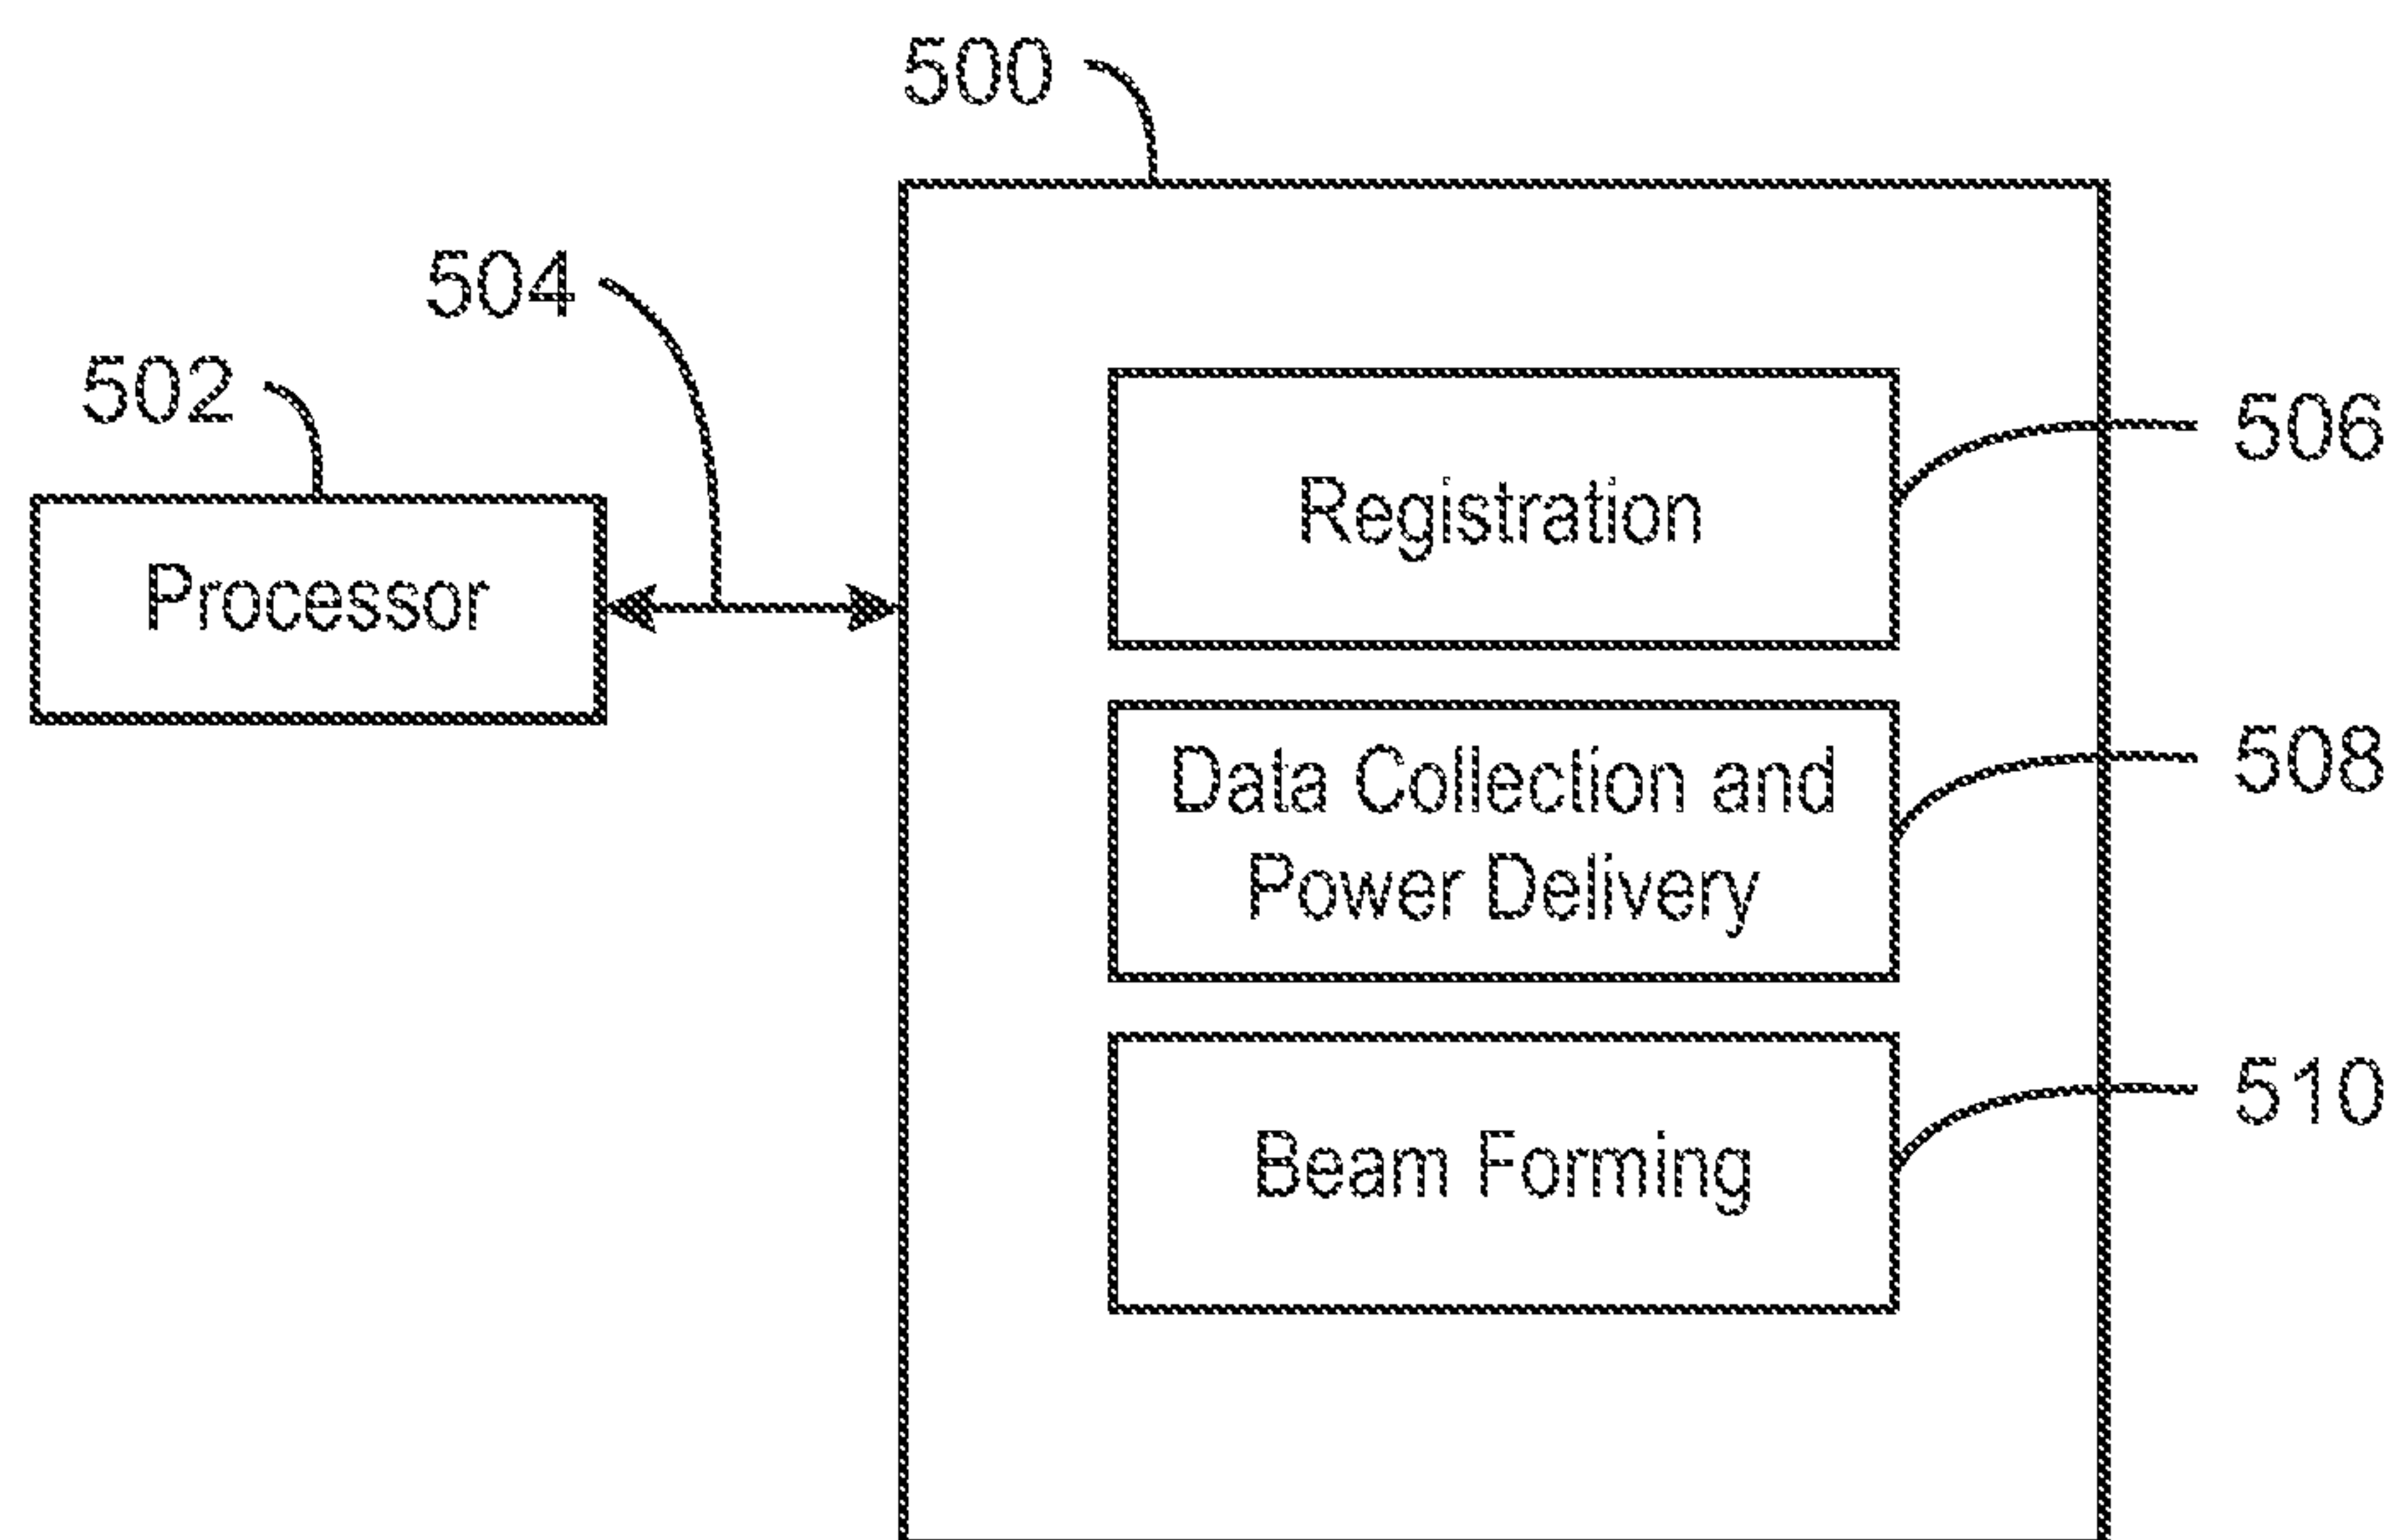 500
504
502
Processor
Registration
506
Data Collection and
Power Delivery
508
Beam Forming
510